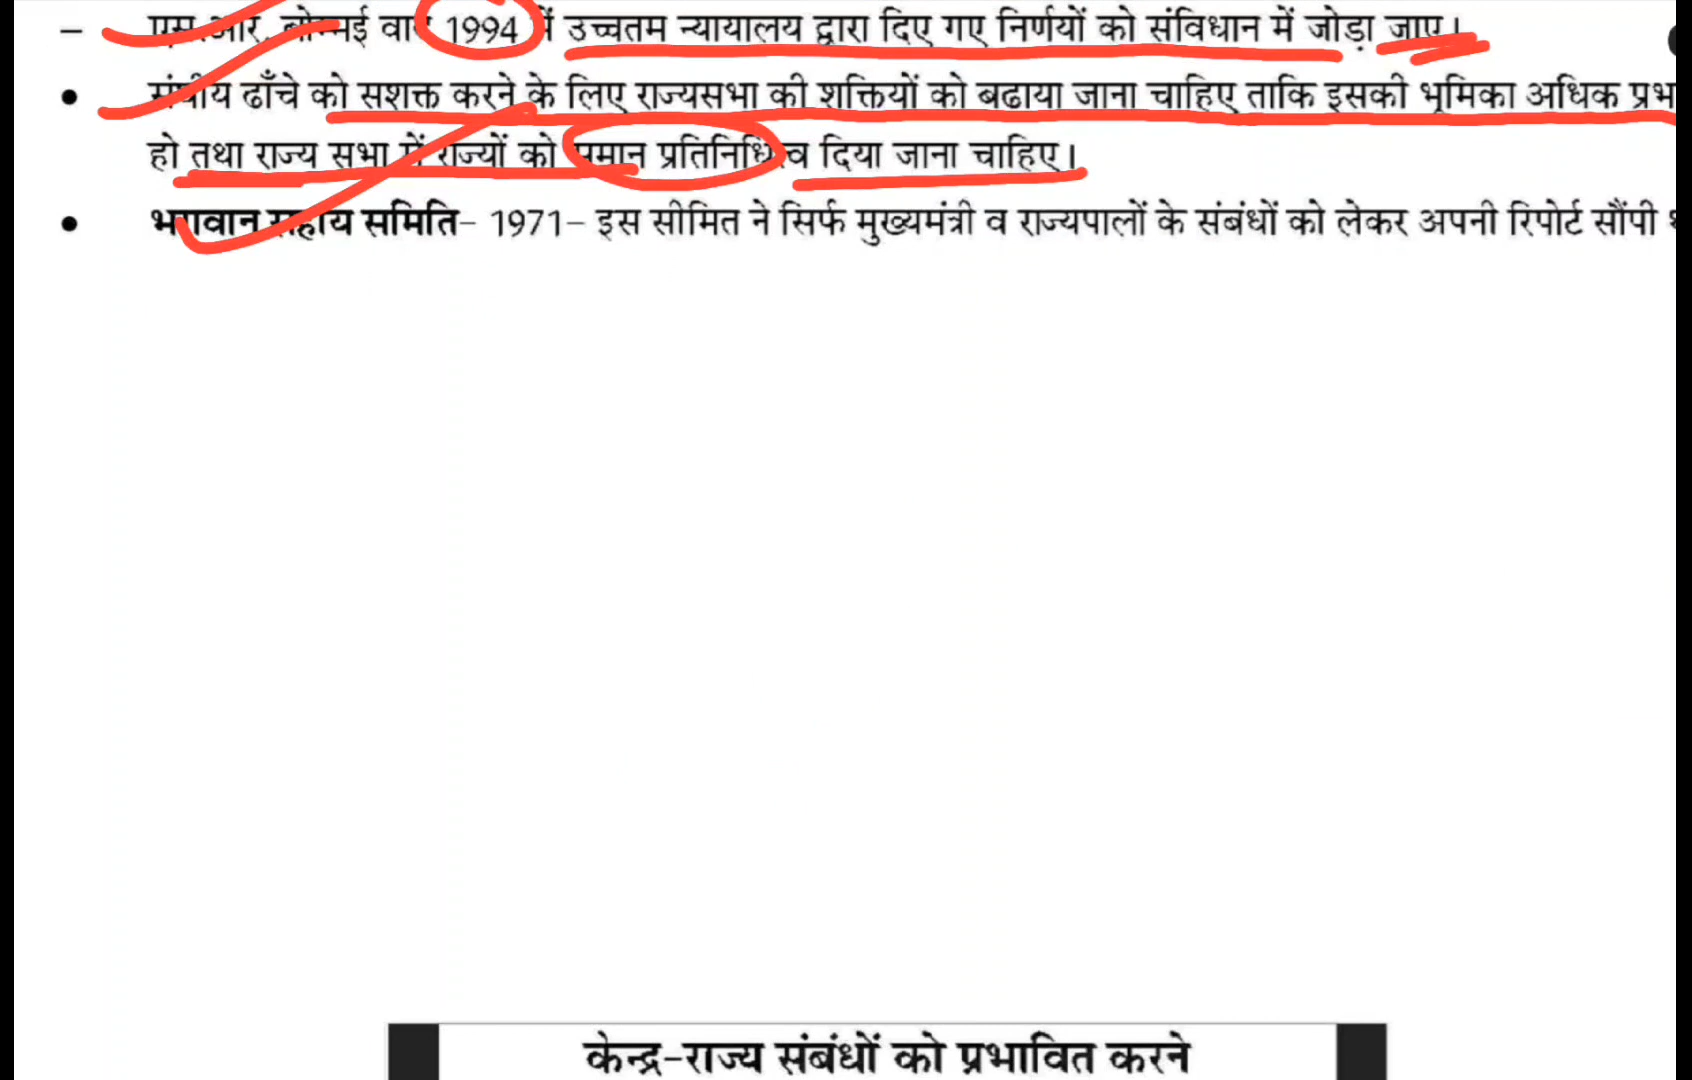 – एस.आर. बोम्मई वाद 1994 में उच्चतम न्यायालय द्वारा दिए गए निर्णयों को संविधान में जोड़ा जाए।
• संघीय ढाँचे को सशक्त करने के लिए राज्यसभा की शक्तियों को बढाया जाना चाहिए ताकि इसकी भूमिका अधिक
हो तथा राज्य सभा में राज्यों को समान प्रतिनिधित्व दिया जाना चाहिए।
• भगवान सहाय समिति– 1971– इस सीमित ने सिर्फ मुख्यमंत्री व राज्यपालों के संबंधों को लेकर अपनी रिपोर्ट सौंपी
केन्द्र-राज्य संबंधों को प्रभावित करने